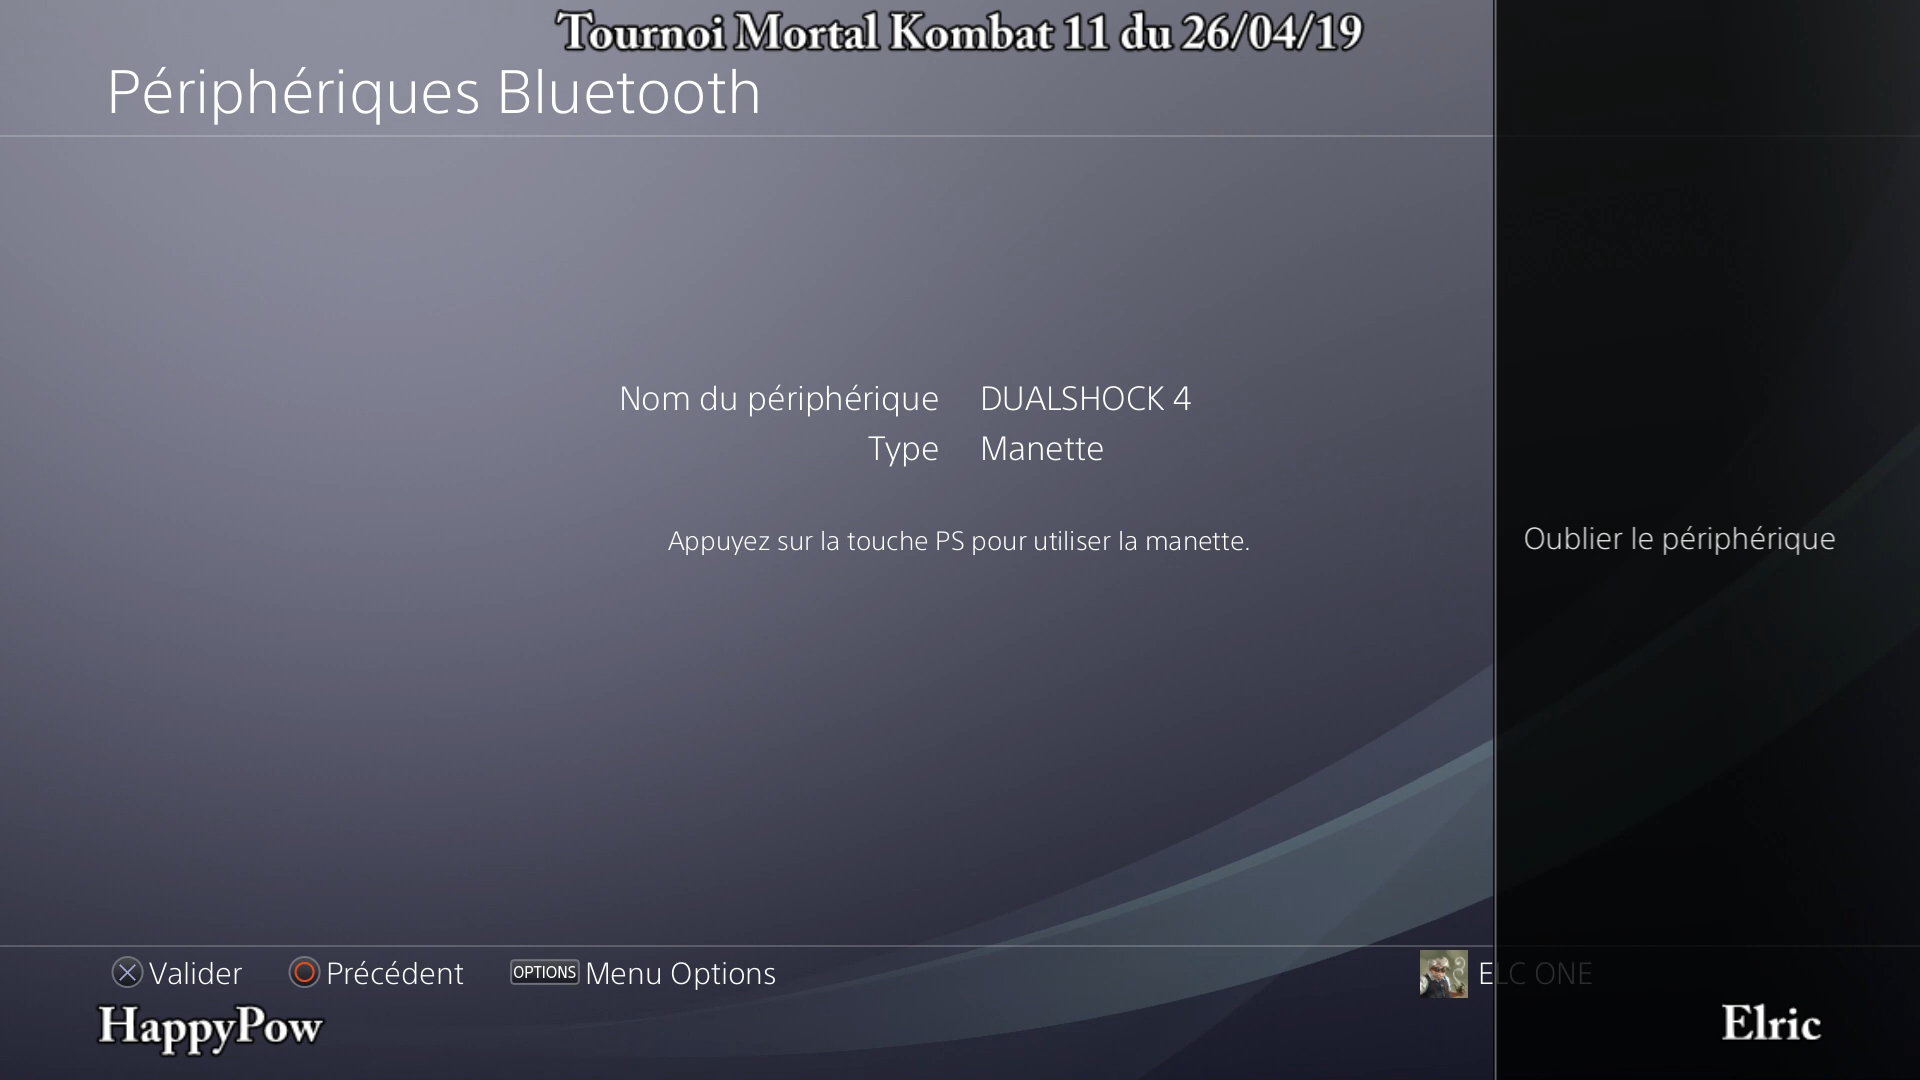 Tournoi Mortal Kombat 11 du 26/04/19
Périphériques Bluetooth
Nom du périphérique DUALSHOCK 4
Type Manette
Appuyez sur la touche PS pour utiliser la manette.
Oublier le périphérique
Valider Précédent OPTIONS Menu Options ELC ONE
HappyPow Elric